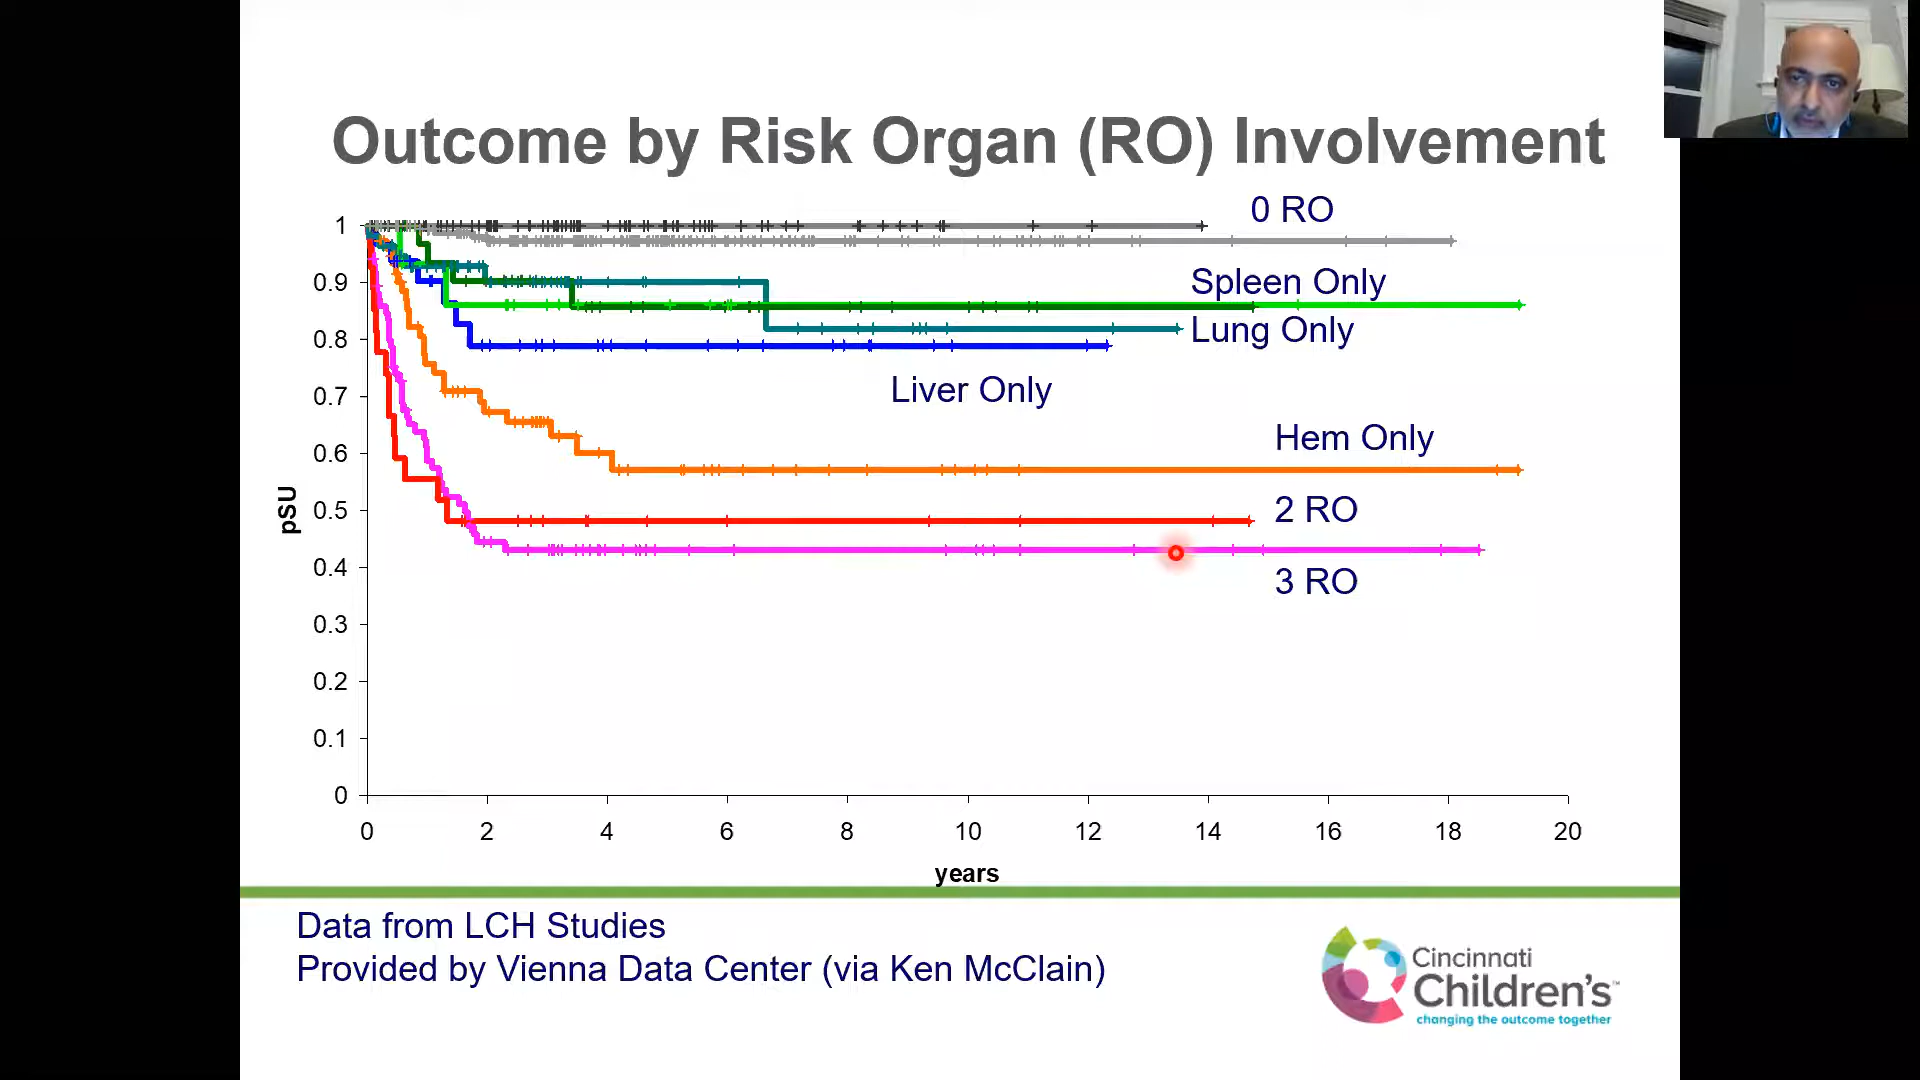 Outcome by Risk Organ (RO) Involvement
0 RO
Spleen Only
Lung Only
Liver Only
Hem Only
2 RO
3 RO
pSU
1
0.9
0.8
0.7
0.6
0.5
0.4
0.3
0.2
0.1
0
0 2 4 6 8 10 12 14 16 18 20
years
Data from LCH Studies
Provided by Vienna Data Center (via Ken McClain)
Cincinnati
Children's™
changing the outcome together